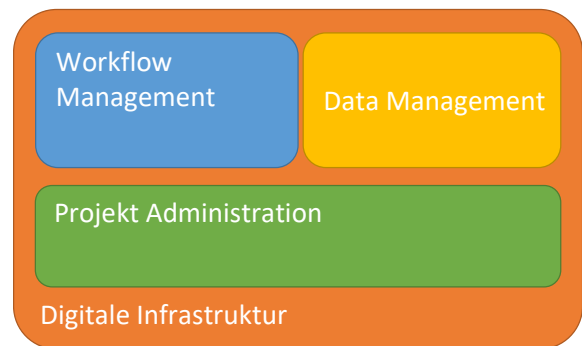 Workflow
Management
Data Management
Projekt Administration
Digitale Infrastruktur